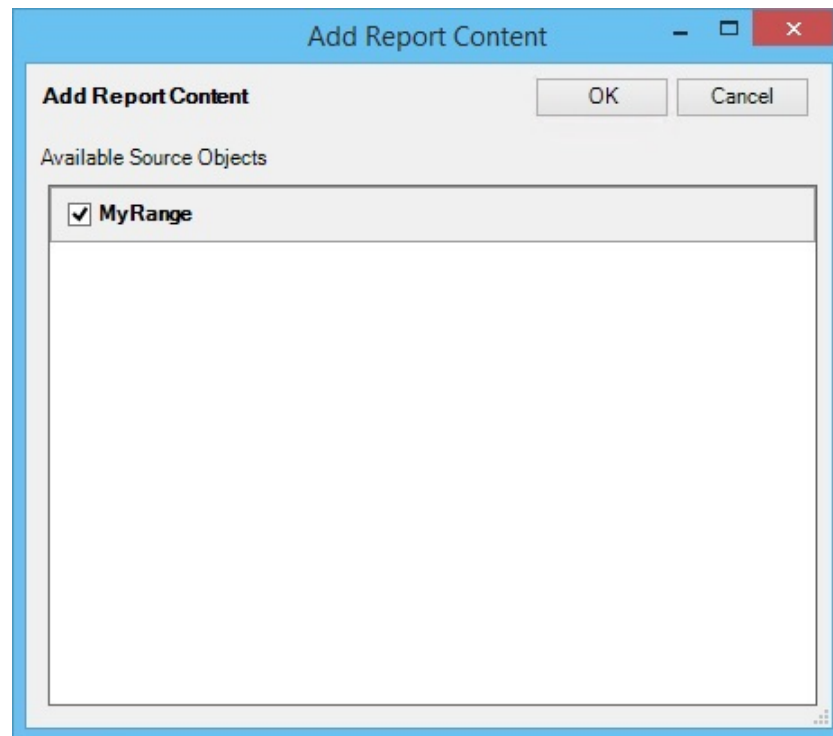 Add Report Content
Add Report Content
OK
Cancel
Available Source Objects
MyRange